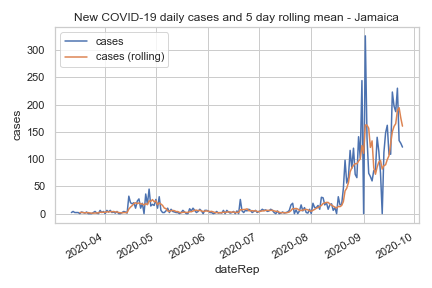 New COVID-19 daily cases and 5 day rolling mean - Jamaica
cases
cases (rolling)
cases
300
250
200
150
100
50
0
2020-04
2020-05
2020-06
2020-07
2020-08
2020-09
2020-10
dateRep